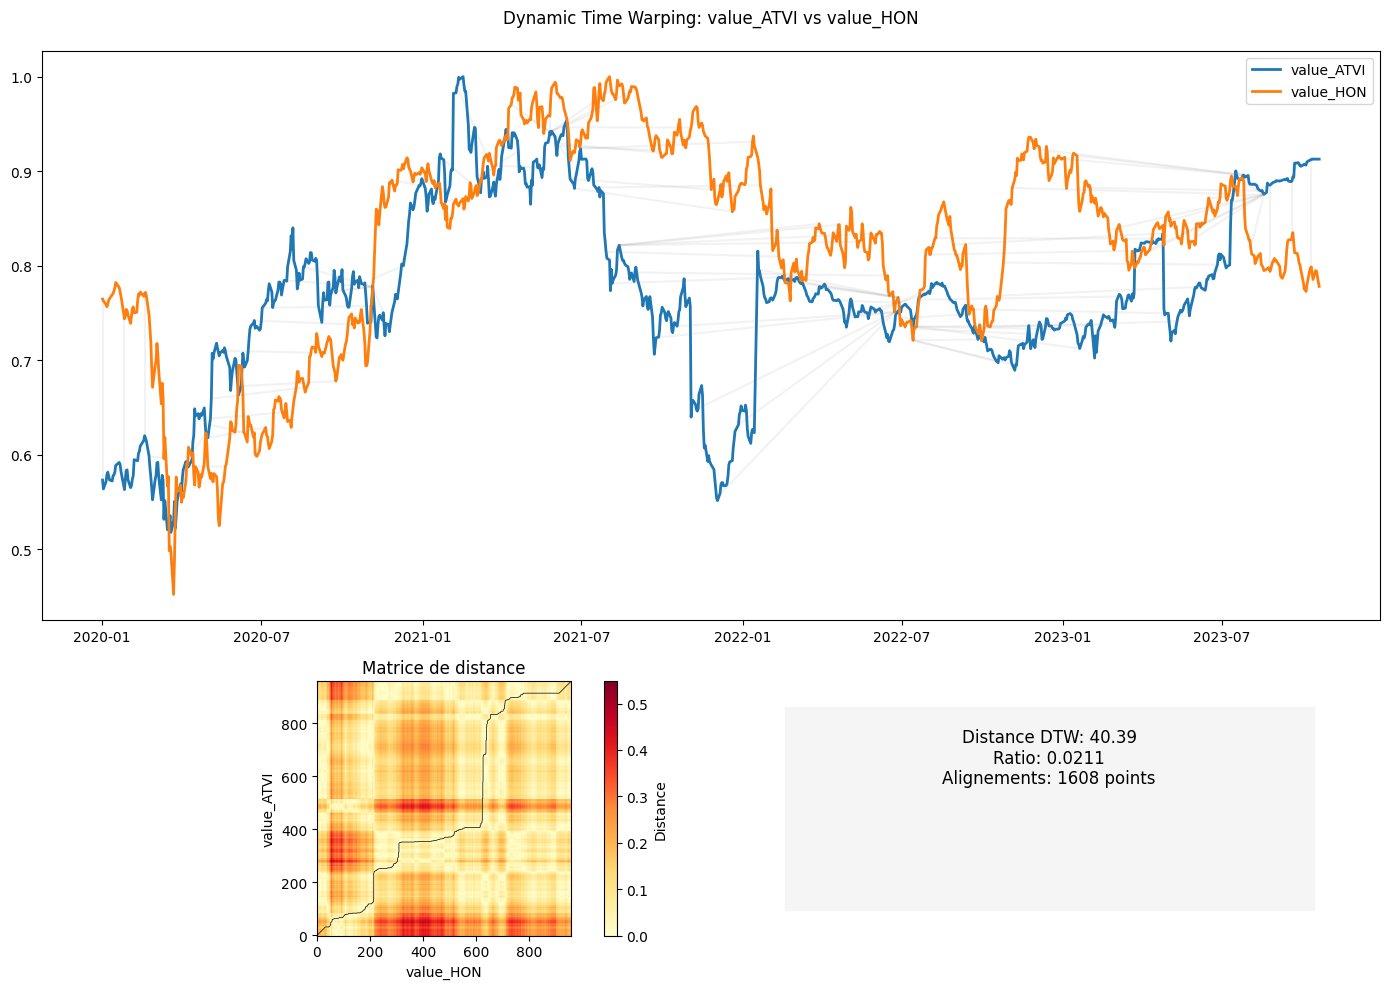 Dynamic Time Warping: value_ATVI vs value_HON
value_ATVI
value_HON
1.0
0.9
0.8
0.7
0.6
0.5
2020-01 2020-07 2021-01 2021-07 2022-01 2022-07 2023-01 2023-07
Matrice de distance
value_ATVI
800
600
400
200
0
0 200 400 600 800
value_HON
0.5
0.4
0.3
0.2
0.1
0.0
Distance
Distance DTW: 40.39
Ratio: 0.0211
Alignements: 1608 points